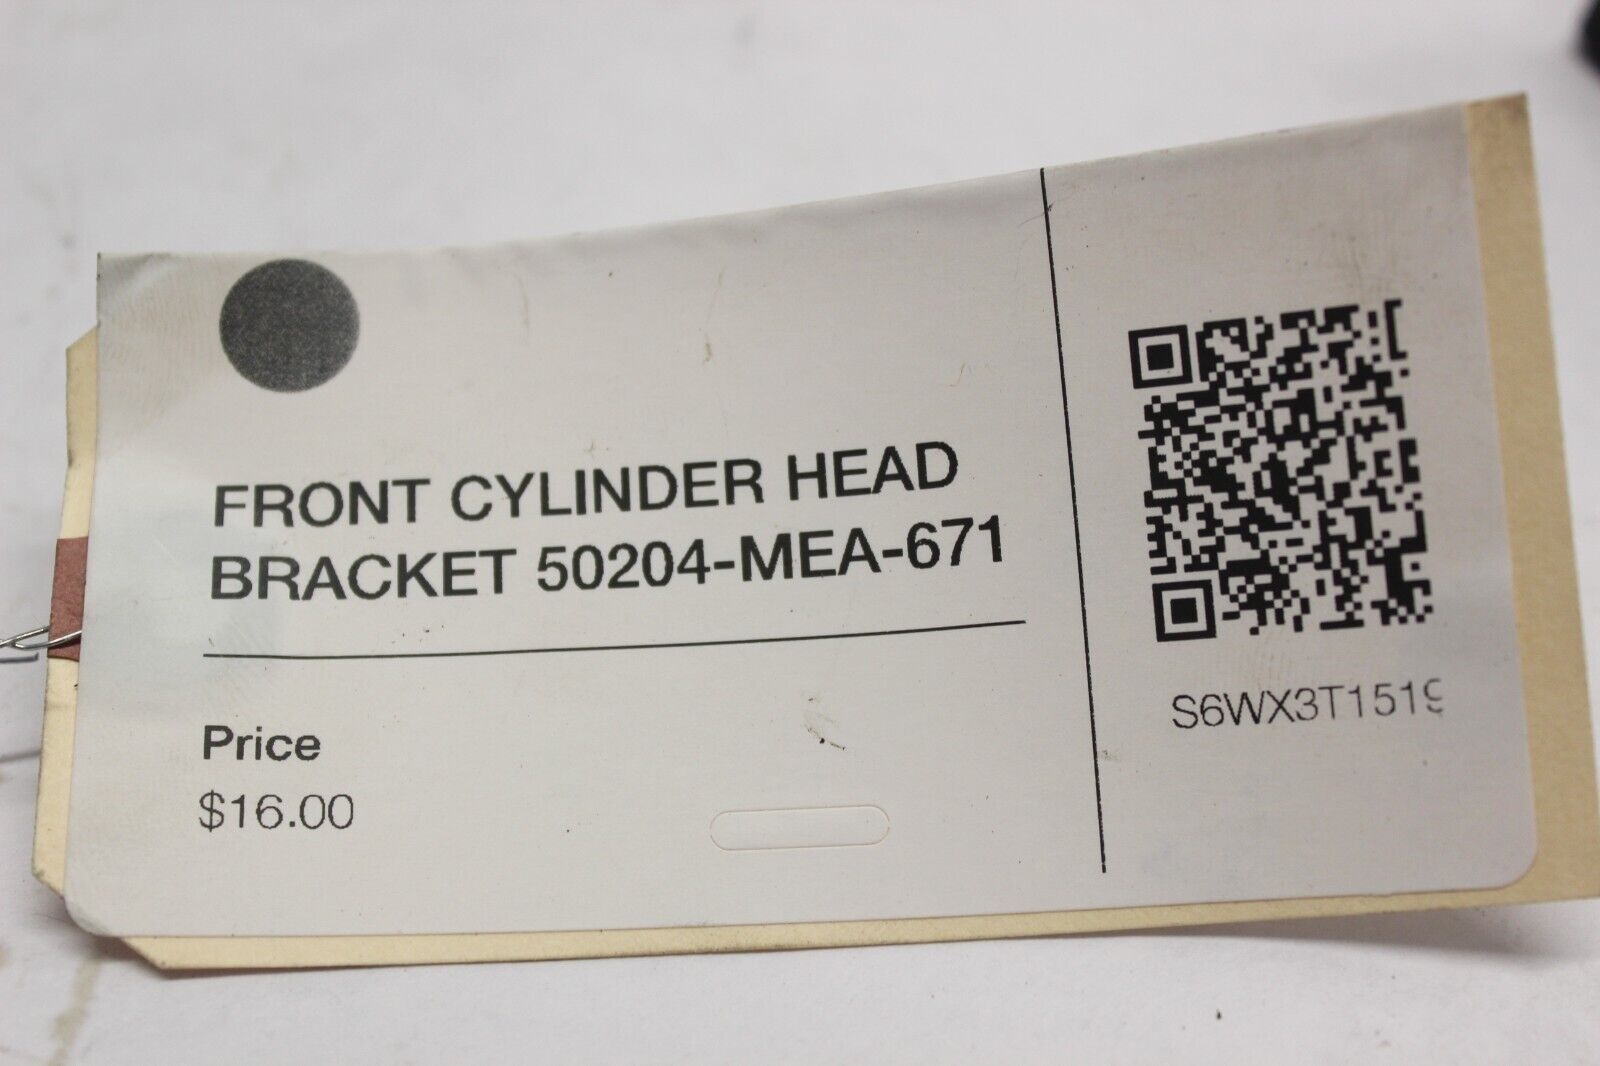 FRONT CYLINDER HEAD
BRACKET 50204-MEA-671
Price
$16.00
S6WX3T1519